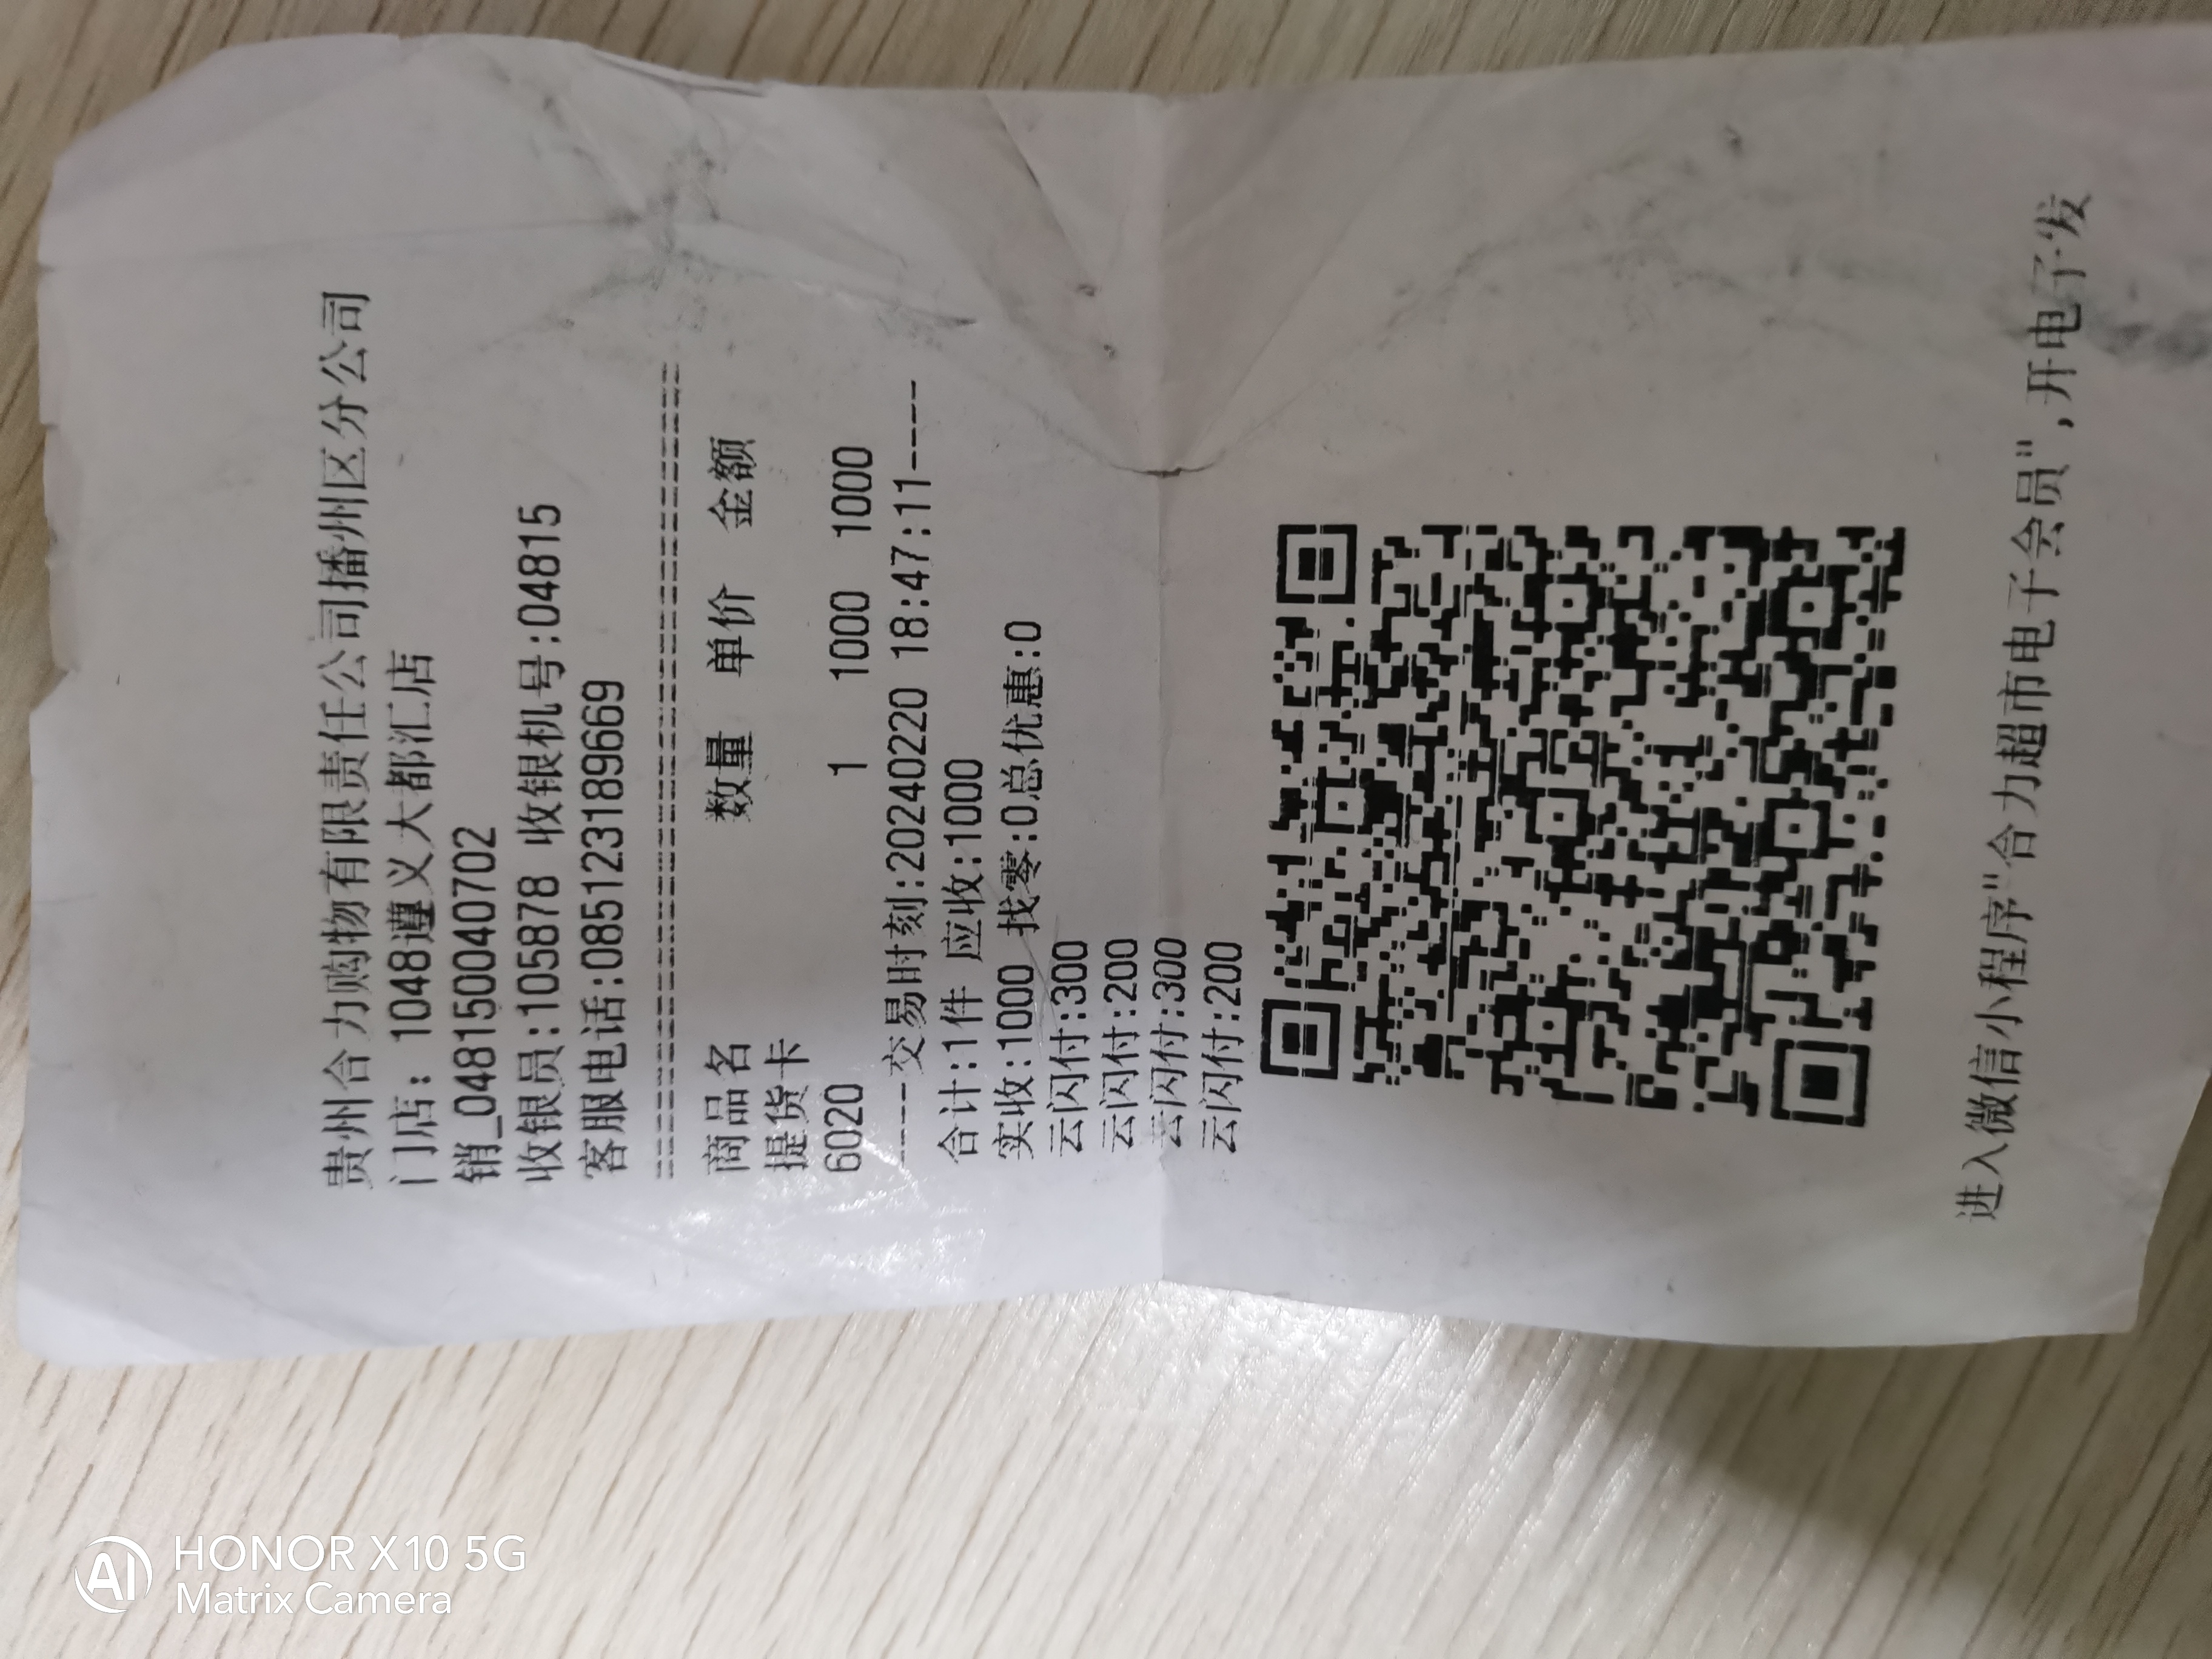 贵州合力购物有限责任公司播州区分公司
门店: 1048遵义大都汇店
销_0481500040702
收银员:105878 收银机号:04815
客服电话:085123189669
商品名 数量 单价 金额
提货卡
6020 1 1000 1000
----交易时刻:20240220 18:47:11----
合计:1件 应收:1000
实收:1000 找零:0总优惠:0
云闪付:300
云闪付:200
云闪付:300
云闪付:200
进入微信小程序"合力超市电子会员",开电子发
HONOR X10 5G
Matrix Camera
AI